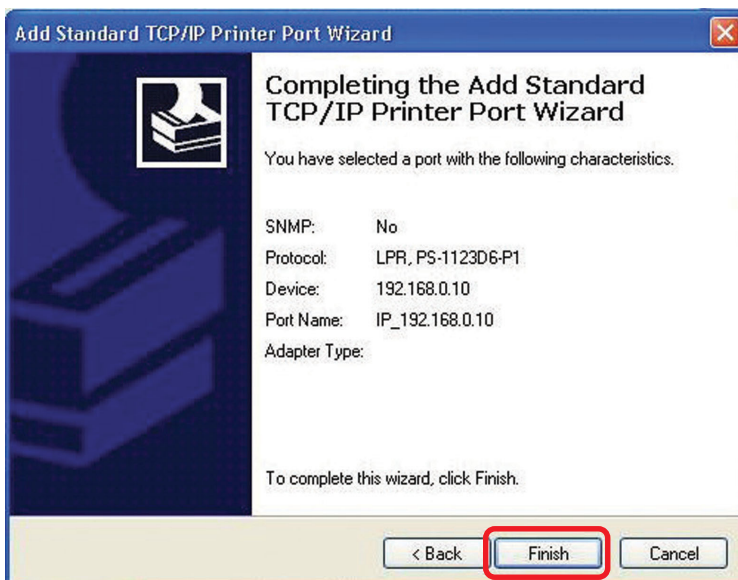 Add Standard TCP/IP Printer Port Wizard
Completing the Add Standard
TCP/IP Printer Port Wizard
You have selected a port with the following characteristics.
SNMP: No
Protocol: LPR, PS-1123D6-P1
Device: 192.168.0.10
Port Name: IP_192.168.0.10
Adapter Type:
To complete this wizard, click Finish.
< Back Finish Cancel